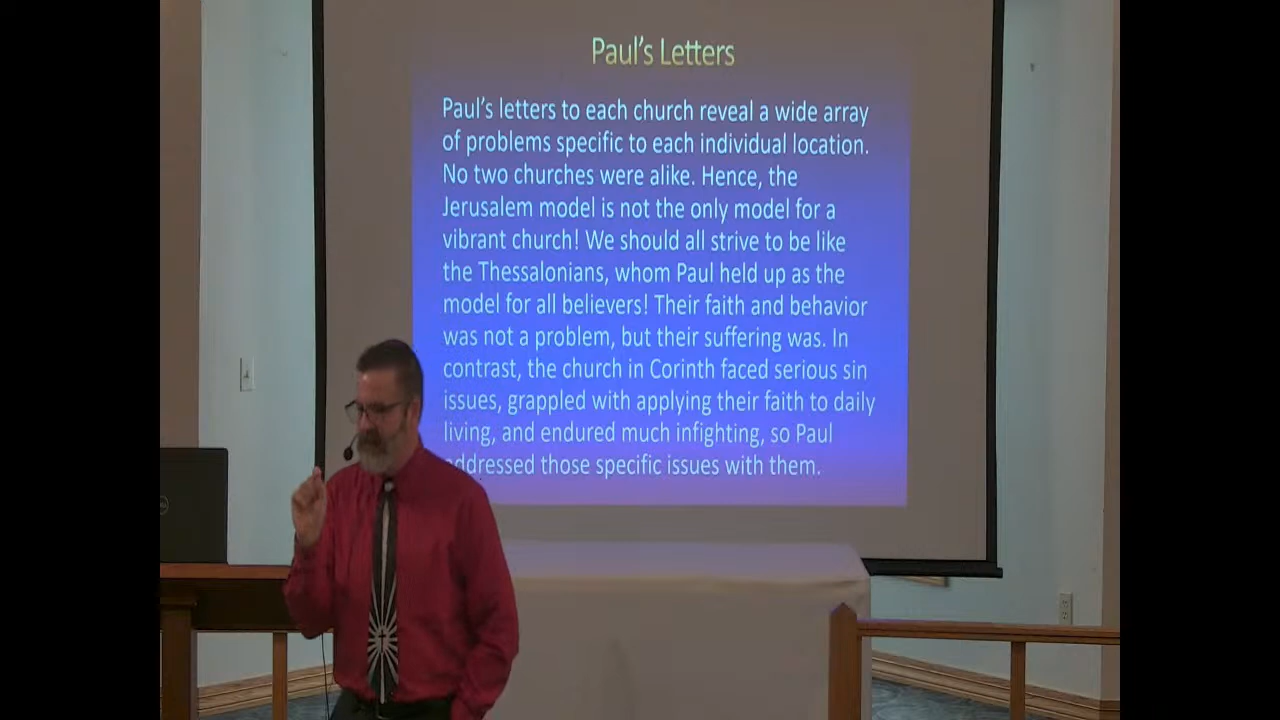 Paul's Letters
Paul's letters to each church reveal a wide array
of problems specific to each individual location.
No two churches were alike. Hence, the
Jerusalem model is not the only model for a
vibrant church! We should all strive to be like
the Thessalonians, whom Paul held up as the
model for all believers! Their faith and behavior
was not a problem, but their suffering was. In
contrast, the church in Corinth faced serious sin
issues, grappled with applying their faith to daily
living, and endured much infighting, so Paul
addressed those specific issues with them.